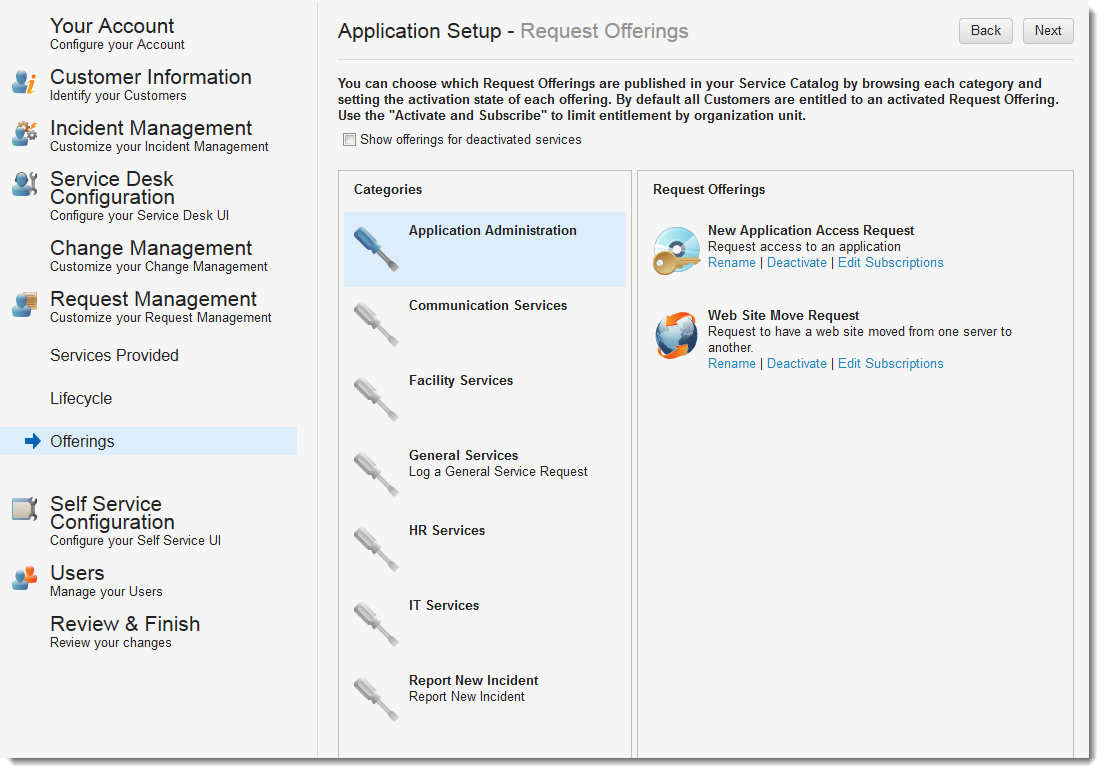 Your Account
Configure your Account
Customer Information
Identify your Customers
Incident Management
Customize your Incident Management
Service Desk
Configuration
Configure your Service Desk UI
Change Management
Customize your Change Management
Request Management
Customize your Request Management
Services Provided
Lifecycle
Offerings
Self Service
Configuration
Configure your Self Service UI
Users
Manage your Users
Review & Finish
Review your changes
Application Setup - Request Offerings
Back
Next
You can choose which Request Offerings are published in your Service Catalog by browsing each category and
setting the activation state of each offering. By default all Customers are entitled to an activated Request Offering.
Use the "Activate and Subscribe" to limit entitlement by organization unit.
Show offerings for deactivated services
Categories
Application Administration
Communication Services
Facility Services
General Services
Log a General Service Request
HR Services
IT Services
Report New Incident
Report New Incident
Request Offerings
New Application Access Request
Request access to an application
Rename | Deactivate | Edit Subscriptions
Web Site Move Request
Request to have a web site moved from one server to
another.
Rename | Deactivate | Edit Subscriptions